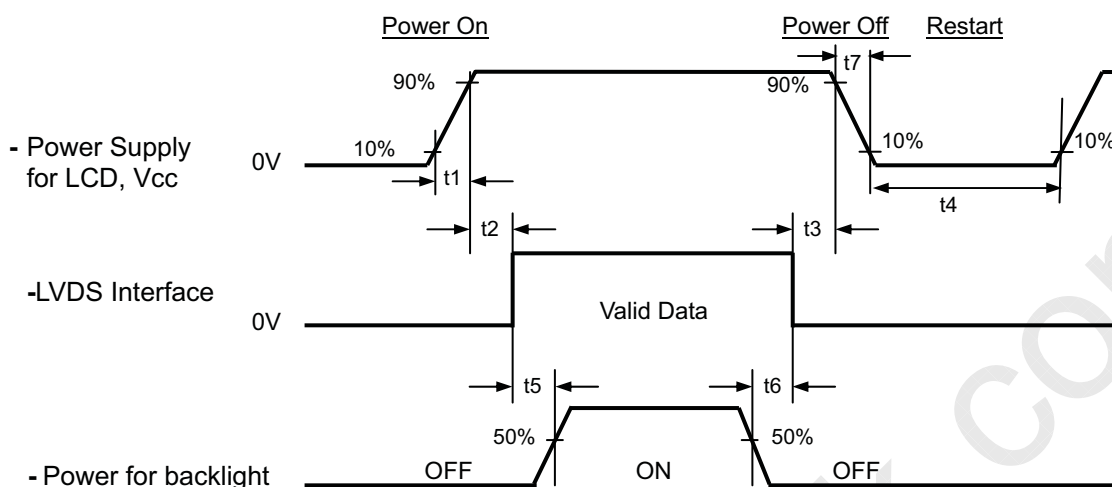 Power On
Power Off
Restart
t7
90%
90%
- Power Supply
for LCD, Vcc
0V
10%
10%
10%
t1
t4
t2
t3
-LVDS Interface
0V
Valid Data
t5
t6
50%
50%
- Power for backlight
OFF
ON
OFF